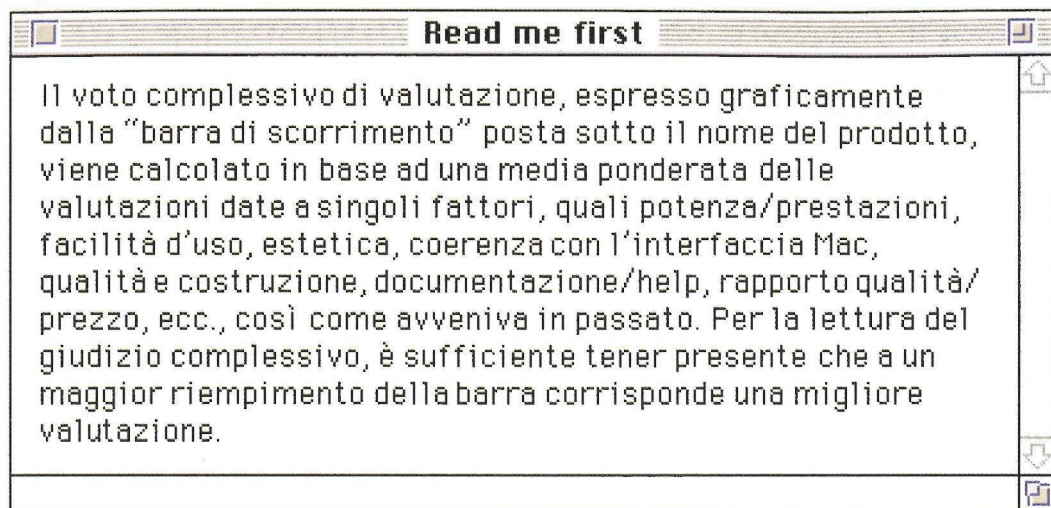 Read me first
Il voto complessivo di valutazione, espresso graficamente
dalla “barra di scorrimento” posta sotto il nome del prodotto,
viene calcolato in base ad una media ponderata delle
valutazioni date a singoli fattori, quali potenza/prestazioni,
facilità d'uso, estetica, coerenza con l'interfaccia Mac,
qualità e costruzione, documentazione/help, rapporto qualità/
prezzo, ecc., così come avveniva in passato. Per la lettura del
giudizio complessivo, è sufficiente tener presente che a un
maggior riempimento della barra corrisponde una migliore
valutazione.